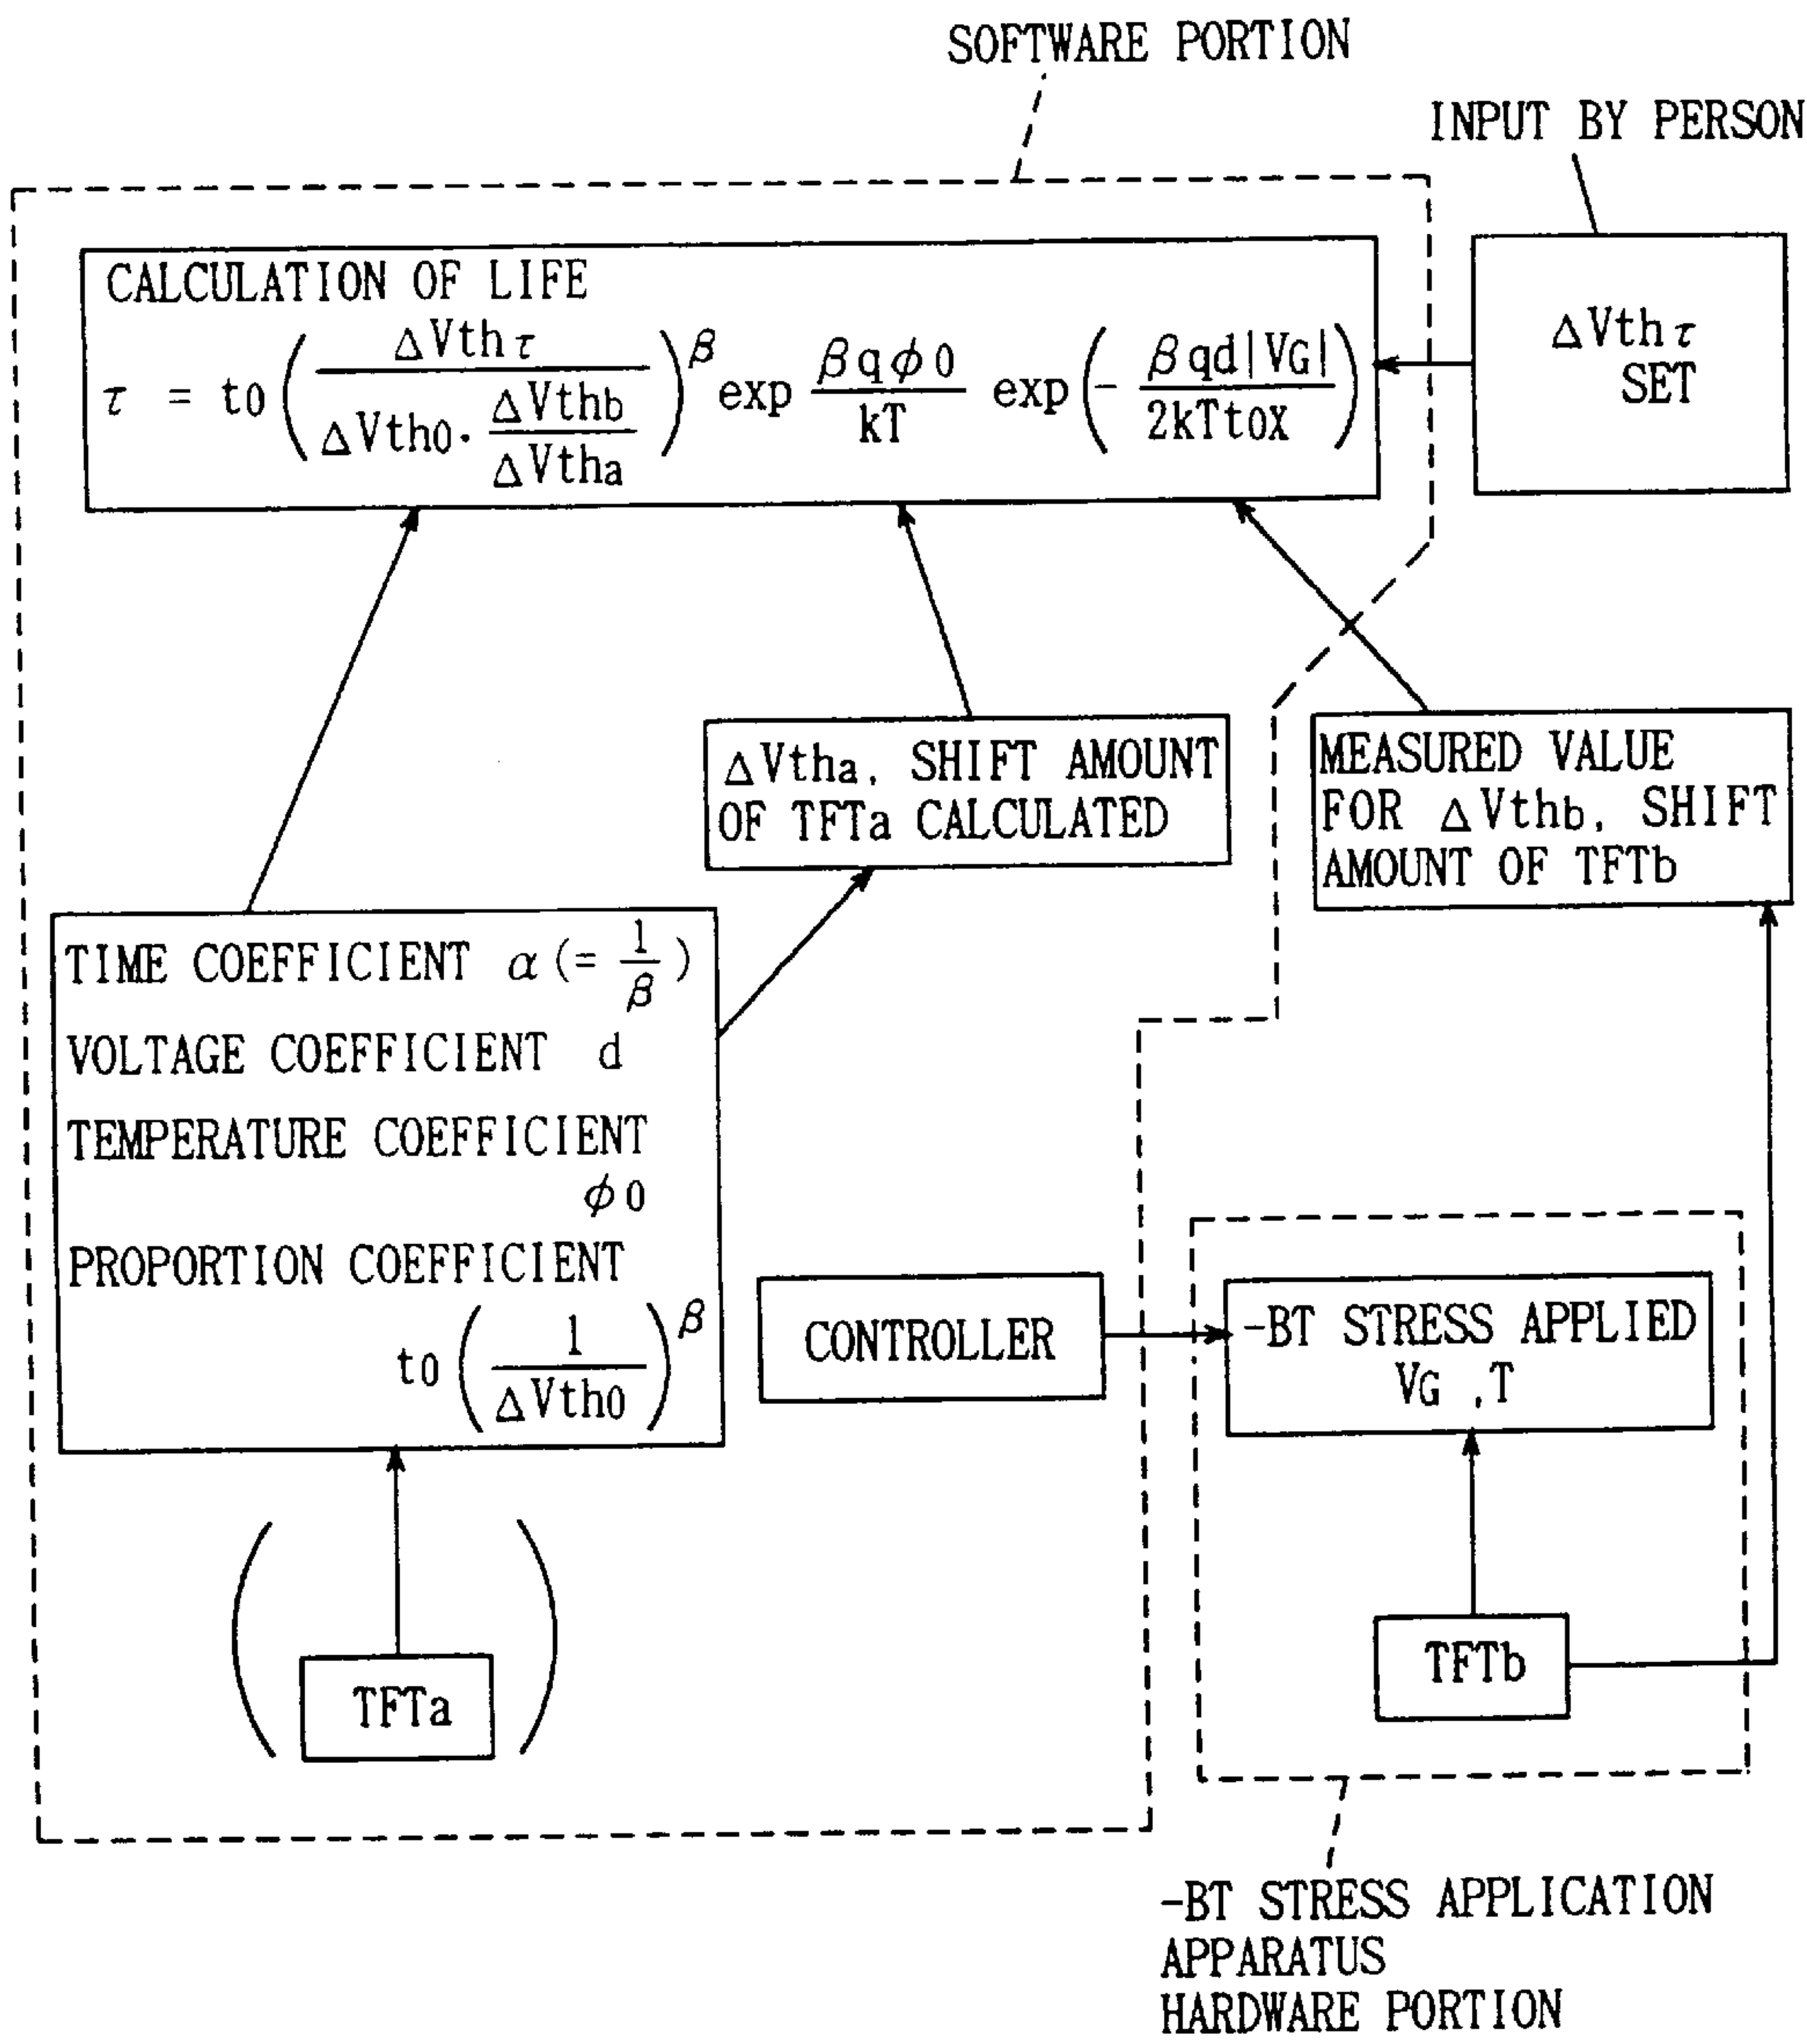 SOFTWARE PORTION
INPUT BY PERSON
CALCULATION OF LIFE
τ = t0 ( ΔVthτ / ( ΔVth0 · ΔVthb / ΔVtha ) )^β exp βqφ0 / kT exp ( - βqd|VG| / 2kTtox )
ΔVthτ
SET
ΔVtha, SHIFT AMOUNT
OF TFTa CALCULATED
MEASURED VALUE
FOR ΔVthb, SHIFT
AMOUNT OF TFTb
TIME COEFFICIENT α (= 1 / β )
VOLTAGE COEFFICIENT d
TEMPERATURE COEFFICIENT
φ0
PROPORTION COEFFICIENT
t0 ( 1 / ΔVth0 )^β
CONTROLLER
-BT STRESS APPLIED
VG ,T
TFTa
TFTb
-BT STRESS APPLICATION
APPARATUS
HARDWARE PORTION